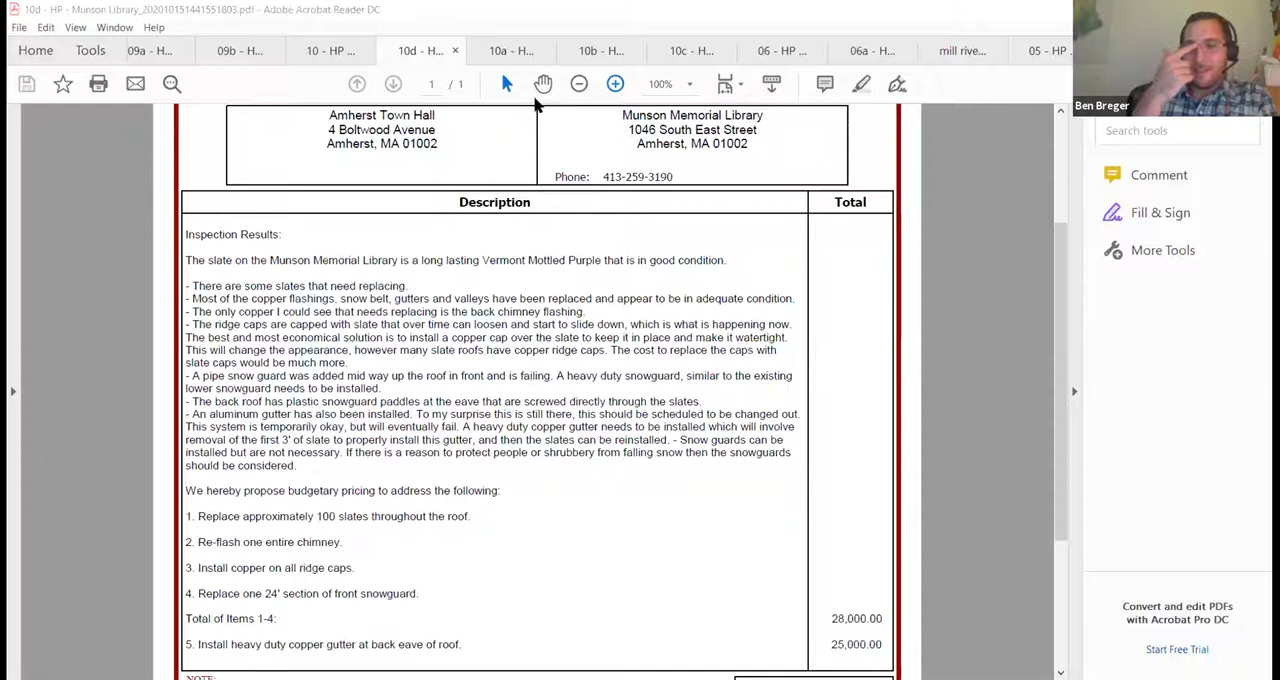 10d - HP - Munson Library_202010151441551803.pdf - Adobe Acrobat Reader DC
File Edit View Window Help
Home Tools 09a - H... 09b - H... 10 - HP ... 10d - H... × 10a - H... 10b - H... 10c - H... 06 - HP ... 06a - H... mill rive... 05 - HP
1 / 1 100%
Ben Breger
Search tools
Comment
Fill & Sign
More Tools
Convert and edit PDFs
with Acrobat Pro DC
Start Free Trial
Amherst Town Hall
4 Boltwood Avenue
Amherst, MA 01002
Munson Memorial Library
1046 South East Street
Amherst, MA 01002
Phone: 413-259-3190
Description Total
Inspection Results:
The slate on the Munson Memorial Library is a long lasting Vermont Mottled Purple that is in good condition.
- There are some slates that need replacing.
- Most of the copper flashings, snow belt, gutters and valleys have been replaced and appear to be in adequate condition.
- The only copper I could see that needs replacing is the back chimney flashing.
- The ridge caps are capped with slate that over time can loosen and start to slide down, which is what is happening now.
The best and most economical solution is to install a copper cap over the slate to keep it in place and make it watertight.
This will change the appearance, however many slate roofs have copper ridge caps. The cost to replace the caps with
slate caps would be much more.
- A pipe snow guard was added mid way up the roof in front and is failing. A heavy duty snowguard, similar to the existing
lower snowguard needs to be installed.
- The back roof has plastic snowguard paddles at the eave that are screwed directly through the slates.
- An aluminum gutter has also been installed. To my surprise this is still there, this should be scheduled to be changed out.
This system is temporarily okay, but will eventually fail. A heavy duty copper gutter needs to be installed which will involve
removal of the first 3' of slate to properly install this gutter, and then the slates can be reinstalled. - Snow guards can be
installed but are not necessary. If there is a reason to protect people or shrubbery from falling snow then the snowguards
should be considered.
We hereby propose budgetary pricing to address the following:
1. Replace approximately 100 slates throughout the roof.
2. Re-flash one entire chimney.
3. Install copper on all ridge caps.
4. Replace one 24' section of front snowguard.
Total of Items 1-4: 28,000.00
5. Install heavy duty copper gutter at back eave of roof. 25,000.00
NOTE: